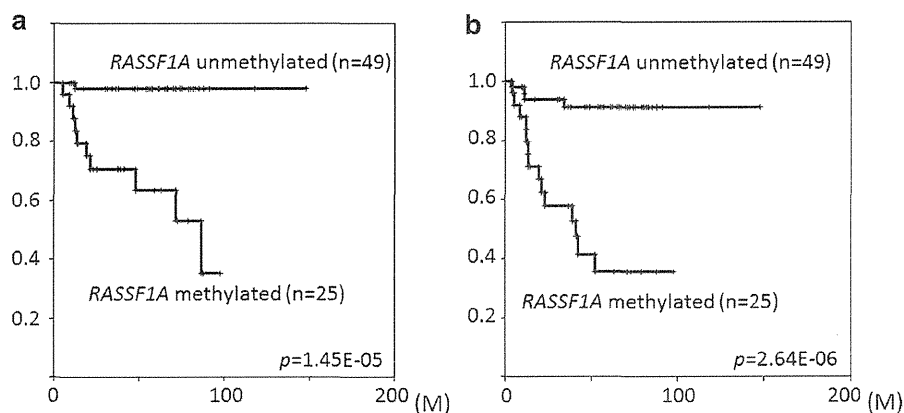 a
RASSF1A unmethylated (n=49)
1.0
0.8
0.6
0.4
0.2
RASSF1A methylated (n=25)
p=1.45E-05
0
100
200
(M)
b
RASSF1A unmethylated (n=49)
1.0
0.8
0.6
0.4
0.2
RASSF1A methylated (n=25)
p=2.64E-06
0
100
200
(M)